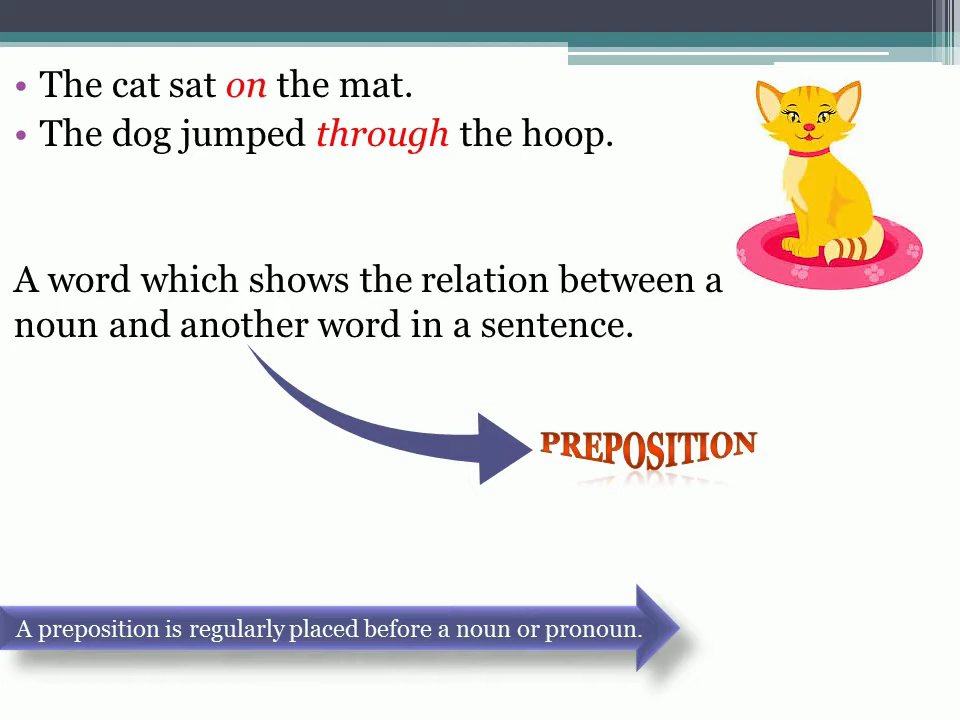 • The cat sat on the mat.
• The dog jumped through the hoop.
A word which shows the relation between a
noun and another word in a sentence.
PREPOSITION
A preposition is regularly placed before a noun or pronoun.